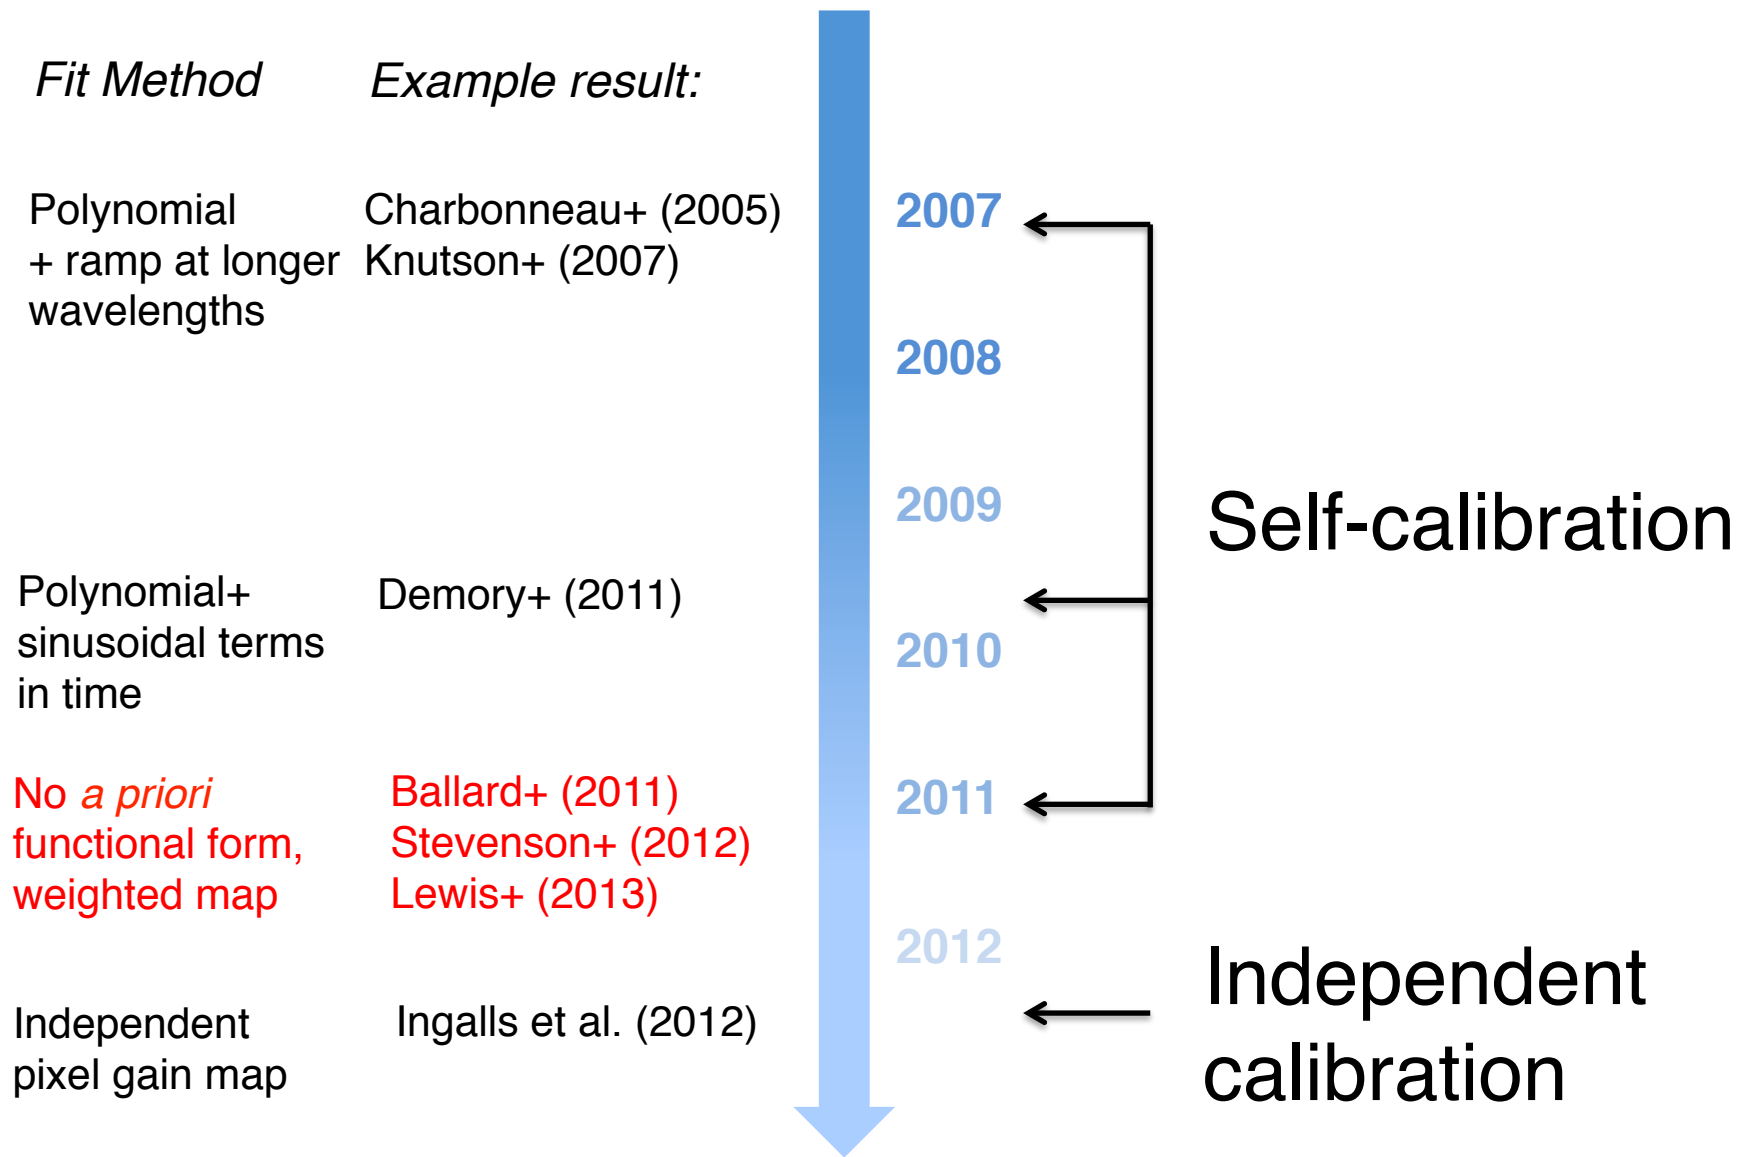 Fit Method
Example result:
Polynomial
+ ramp at longer
wavelengths
Charbonneau+ (2005)
Knutson+ (2007)
2007
2008
2009
Self-calibration
Polynomial+
sinusoidal terms
in time
Demory+ (2011)
2010
No a priori
functional form,
weighted map
Ballard+ (2011)
Stevenson+ (2012)
Lewis+ (2013)
2011
2012
Independent
pixel gain map
Ingalls et al. (2012)
Independent
calibration